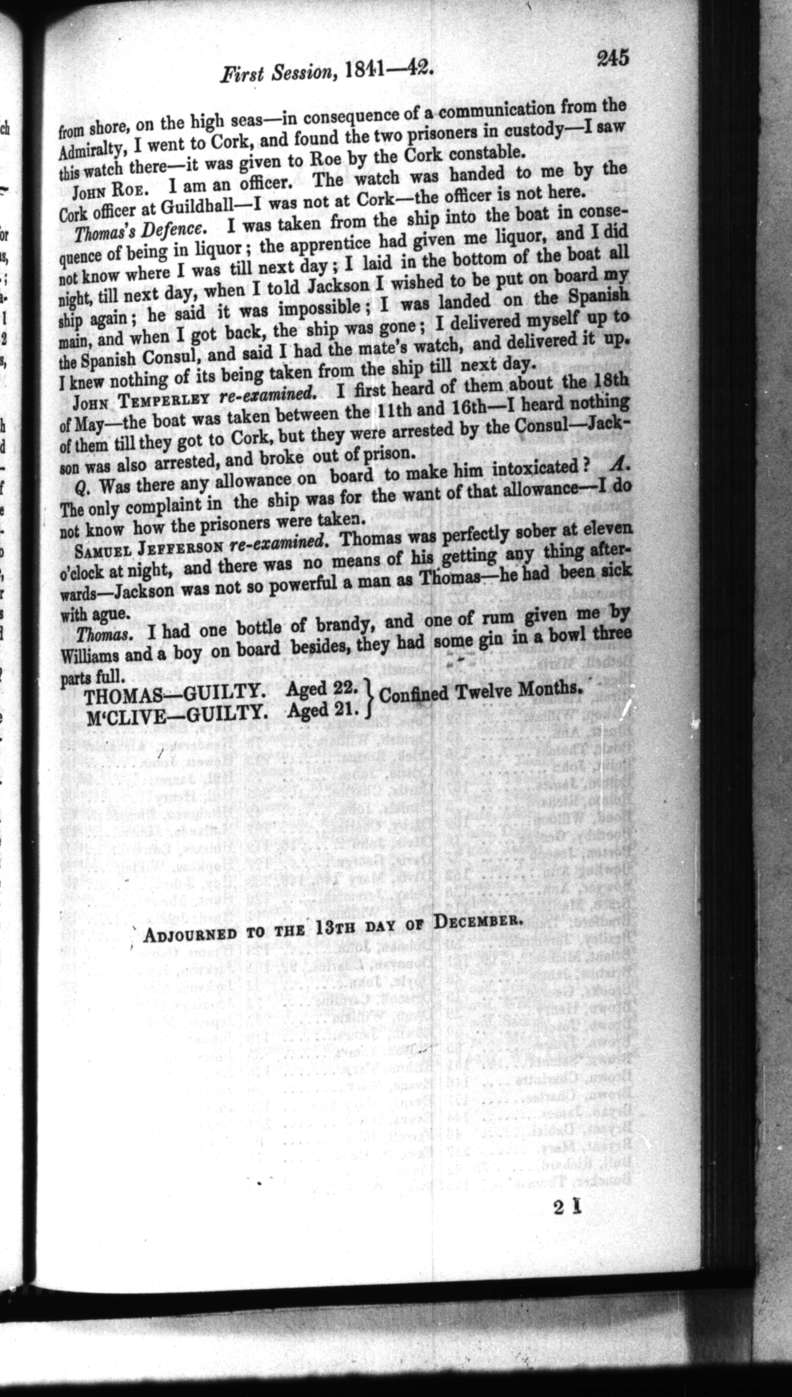 First Session, 1841—42.
245
from shore, on the high seas—in consequence of a communication from the
Admiralty, I went to Cork, and found the two prisoners in custody—I saw
this watch there—it was given to Roe by the Cork constable.
JOHN ROE. I am an officer. The watch was handed to me by the
Cork officer at Guildhall—I was not at Cork—the officer is not here.
Thomas's Defence. I was taken from the ship into the boat in conse-
quence of being in liquor; the apprentice had given me liquor, and I did
not know where I was till next day; I laid in the bottom of the boat all
night, till next day, when I told Jackson I wished to be put on board my
ship again; he said it was impossible; I was landed on the Spanish
main, and when I got back, the ship was gone; I delivered myself up to
the Spanish Consul, and said I had the mate's watch, and delivered it up.
I knew nothing of its being taken from the ship till next day.
JOHN TEMPERLEY re-examined. I first heard of them about the 18th
of May—the boat was taken between the 11th and 16th—I heard nothing
of them till they got to Cork, but they were arrested by the Consul—Jack-
son was also arrested, and broke out of prison.
Q. Was there any allowance on board to make him intoxicated? A.
The only complaint in the ship was for the want of that allowance—I do
not know how the prisoners were taken.
SAMUEL JEFFERSON re-examined. Thomas was perfectly sober at eleven
o'clock at night, and there was no means of his getting any thing after-
wards—Jackson was not so powerful a man as Thomas—he had been sick
with ague.
Thomas. I had one bottle of brandy, and one of rum given me by
Williams and a boy on board besides, they had some gin in a bowl three
parts full.
THOMAS—GUILTY. Aged 22. } Confined Twelve Months.
M'CLIVE—GUILTY. Aged 21.
ADJOURNED TO THE 13TH DAY OF DECEMBER.
2 I